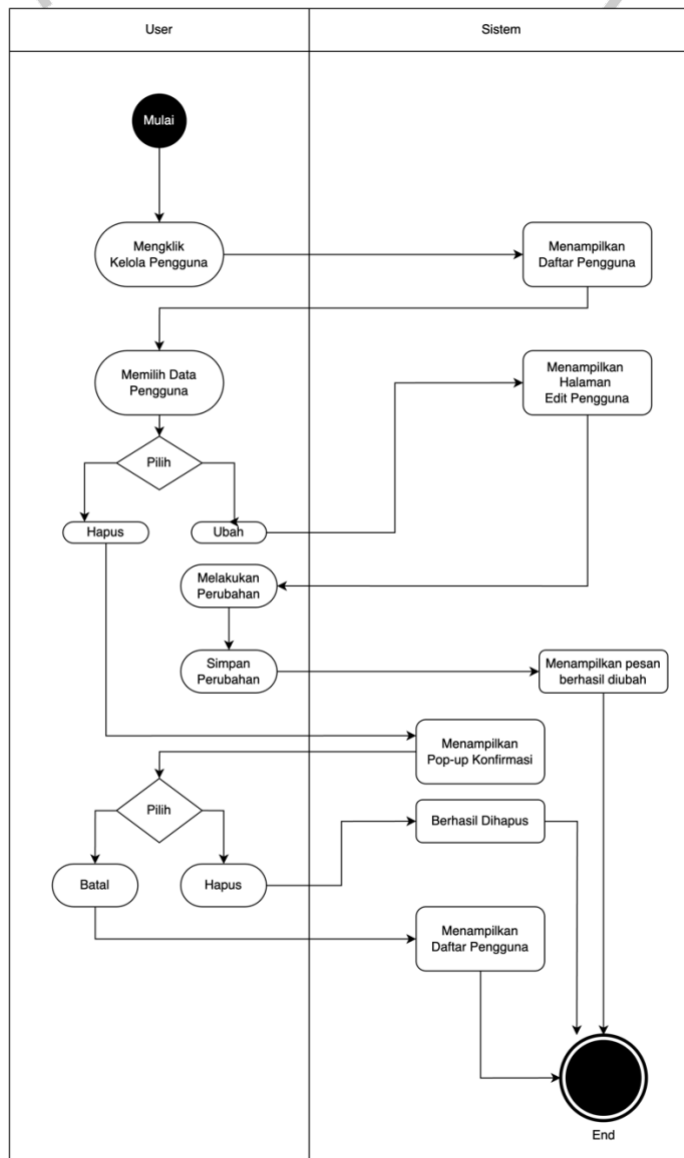 User
Sistem
Mulai
Mengklik
Kelola Pengguna
Menampilkan
Daftar Pengguna
Memilih Data
Pengguna
Menampilkan
Halaman
Edit Pengguna
Pilih
Hapus
Ubah
Melakukan
Perubahan
Simpan
Perubahan
Menampilkan pesan
berhasil diubah
Menampilkan
Pop-up Konfirmasi
Pilih
Berhasil Dihapus
Batal
Hapus
Menampilkan
Daftar Pengguna
End